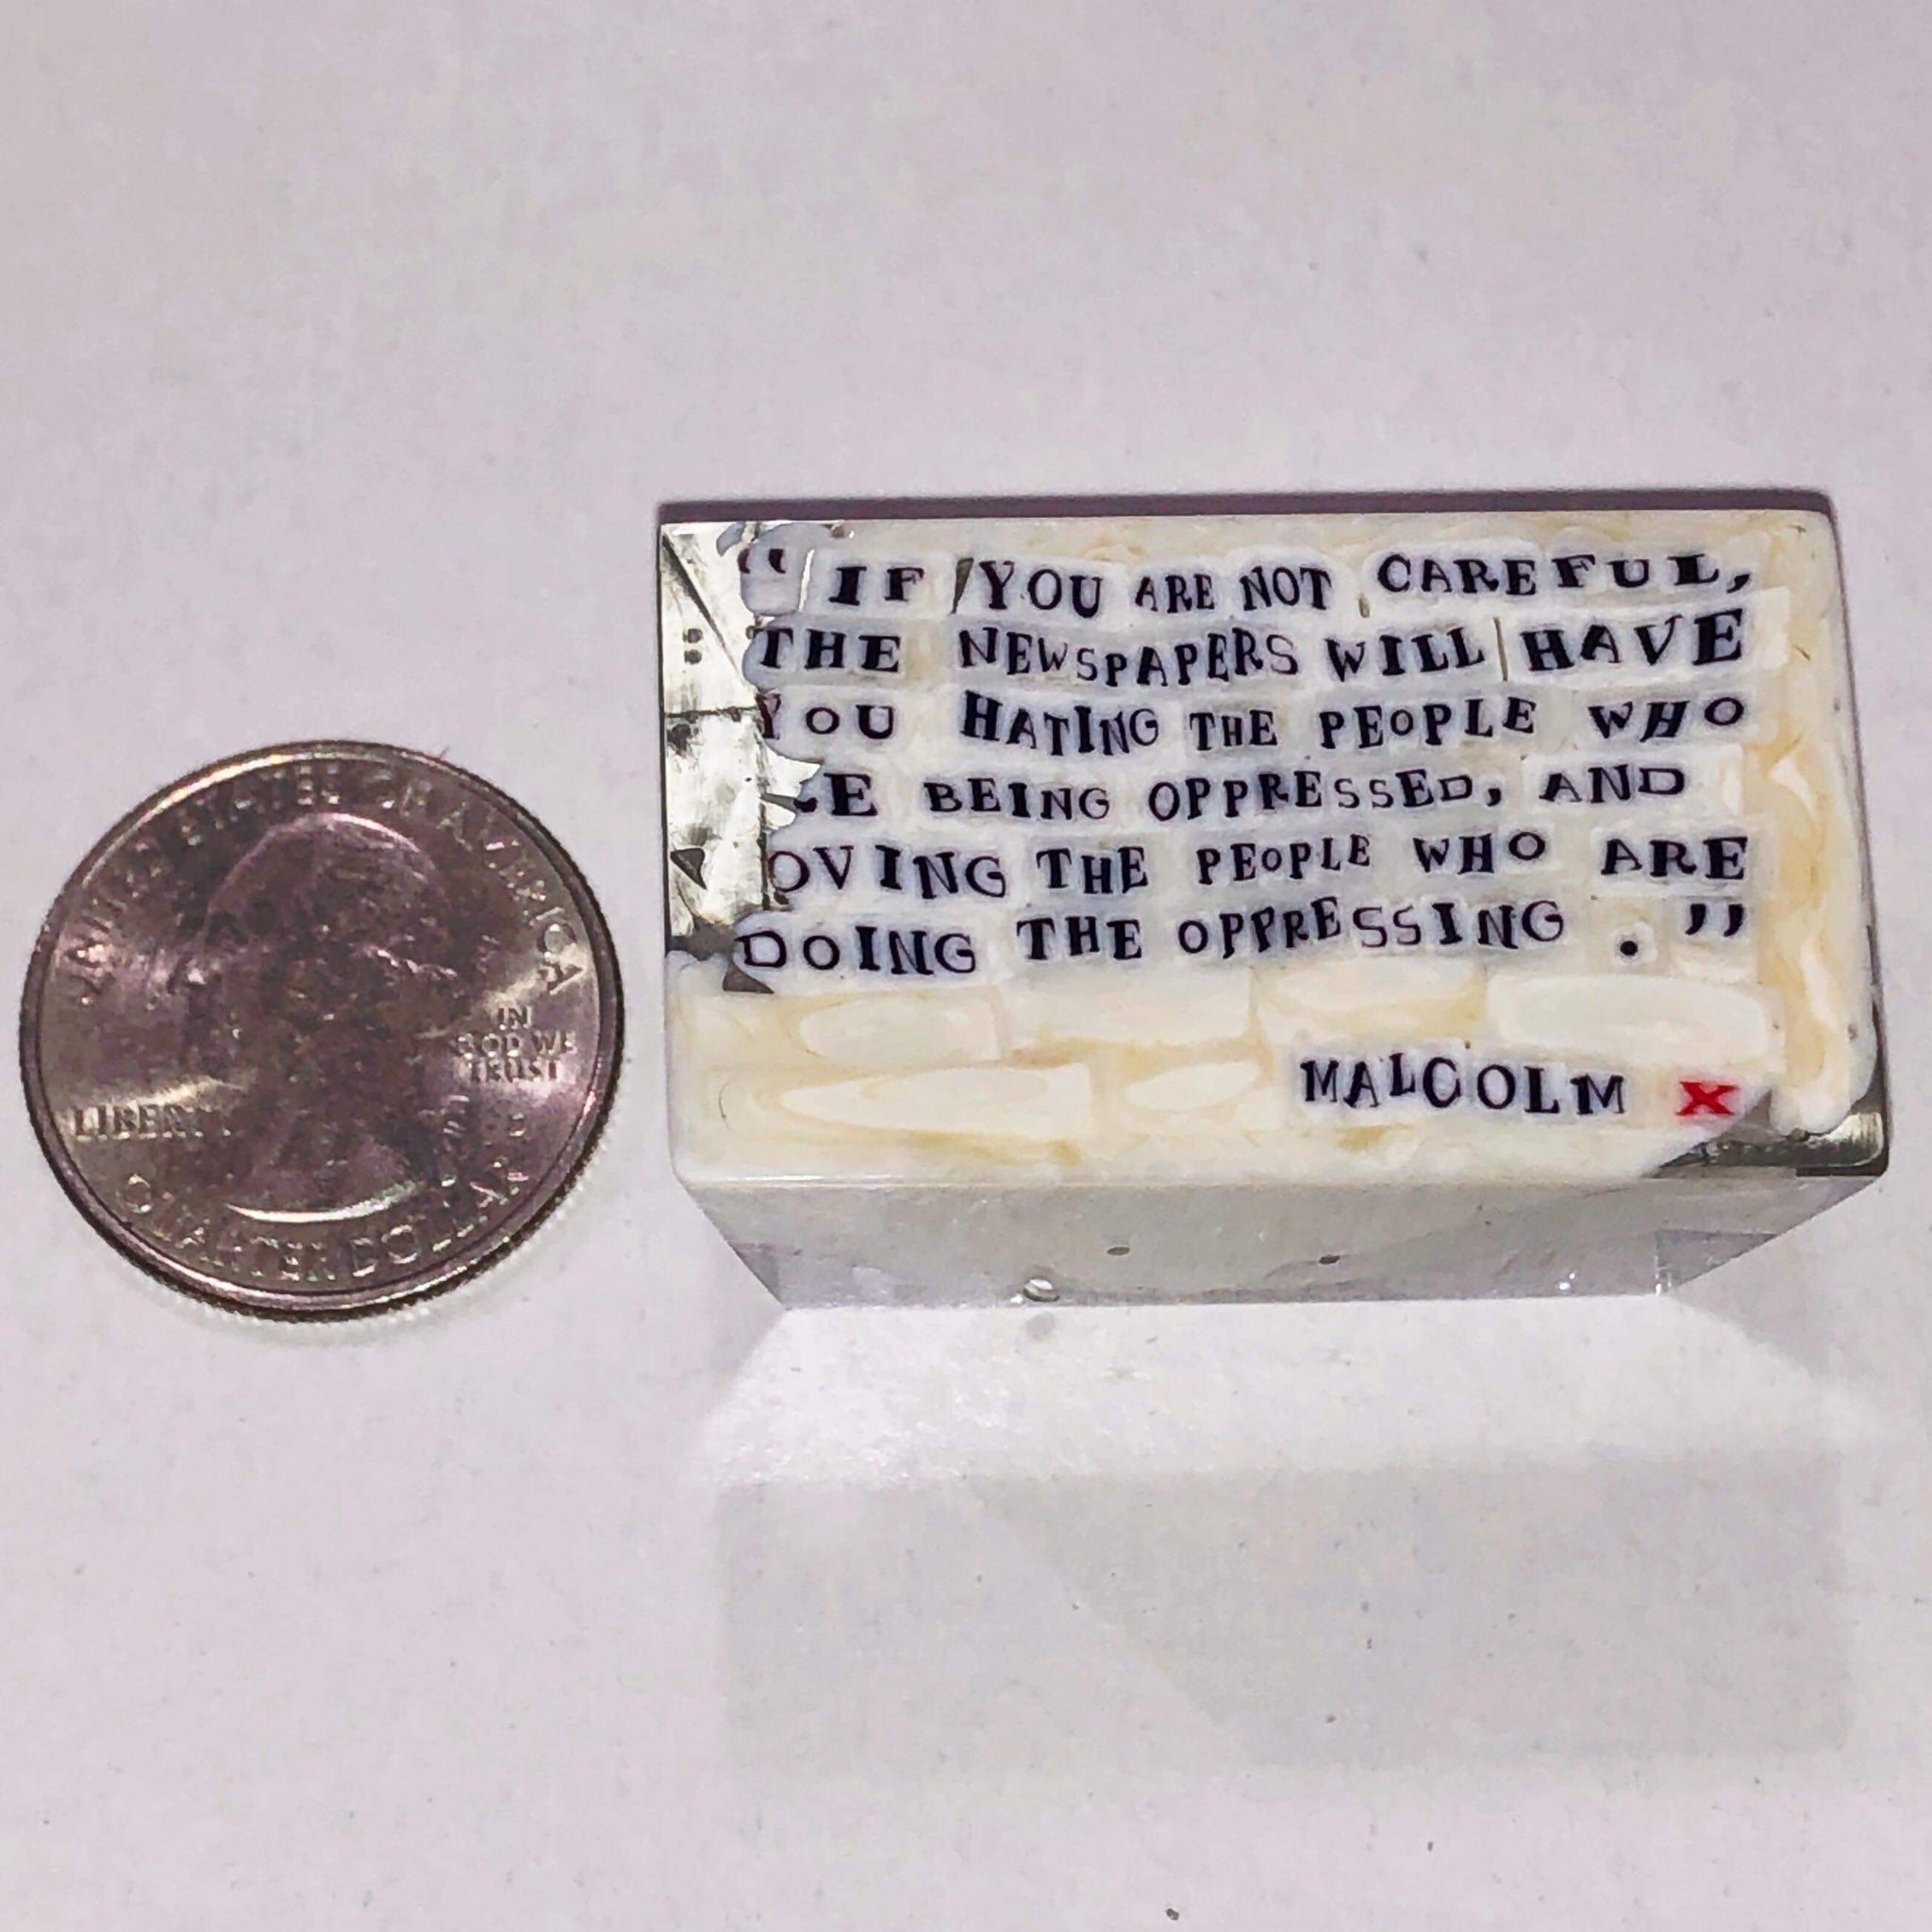 IN
GOD WE
TRUST
LIBERTY
QUARTER DOLLAR
“ IF YOU ARE NOT CAREFUL,
THE NEWSPAPERS WILL HAVE
YOU HATING THE PEOPLE WHO
BEING OPPRESSED, AND
OVING THE PEOPLE WHO ARE
DOING THE OPPRESSING . ”
MALCOLM X